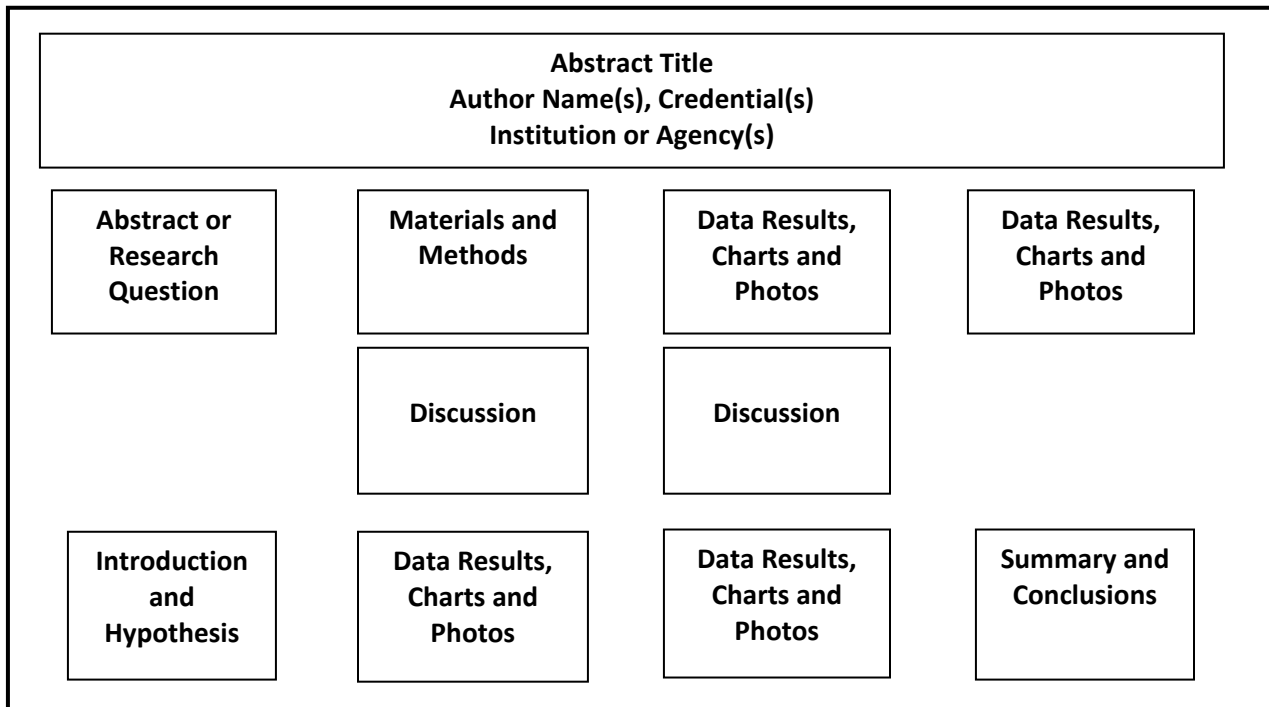 Abstract Title
Author Name(s), Credential(s)
Institution or Agency(s)
Abstract or
Research
Question
Materials and
Methods
Data Results,
Charts and
Photos
Data Results,
Charts and
Photos
Discussion
Discussion
Introduction
and
Hypothesis
Data Results,
Charts and
Photos
Data Results,
Charts and
Photos
Summary and
Conclusions